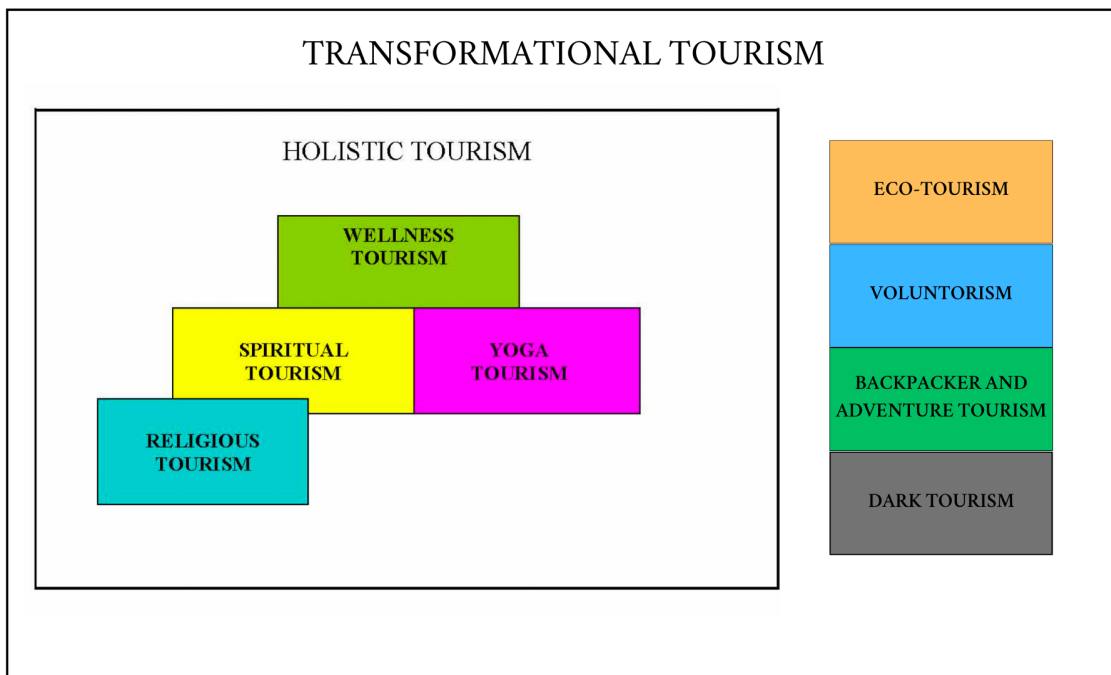 TRANSFORMATIONAL TOURISM
HOLISTIC TOURISM
WELLNESS
TOURISM
SPIRITUAL
TOURISM
YOGA
TOURISM
RELIGIOUS
TOURISM
ECO-TOURISM
VOLUNTORISM
BACKPACKER AND
ADVENTURE TOURISM
DARK TOURISM